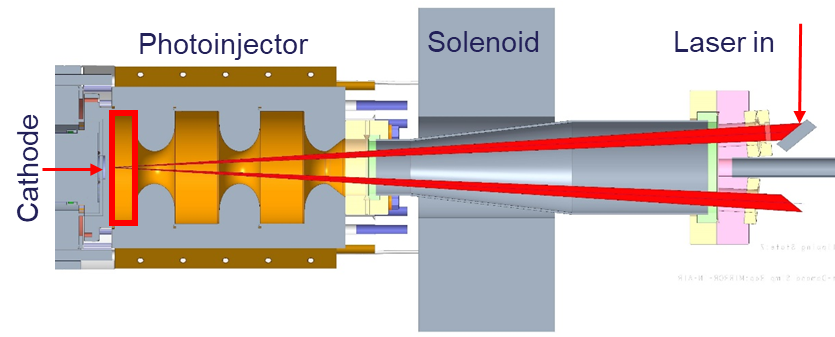 Photoinjector
Solenoid
Laser in
Cathode